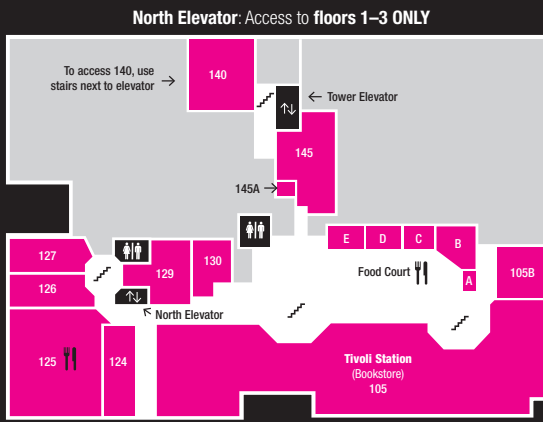 North Elevator: Access to floors 1–3 ONLY
To access 140, use
stairs next to elevator
140
Tower Elevator
145
145A
E
D
C
B
A
Food Court
105B
127
126
129
130
North Elevator
125
124
Tivoli Station
(Bookstore)
105